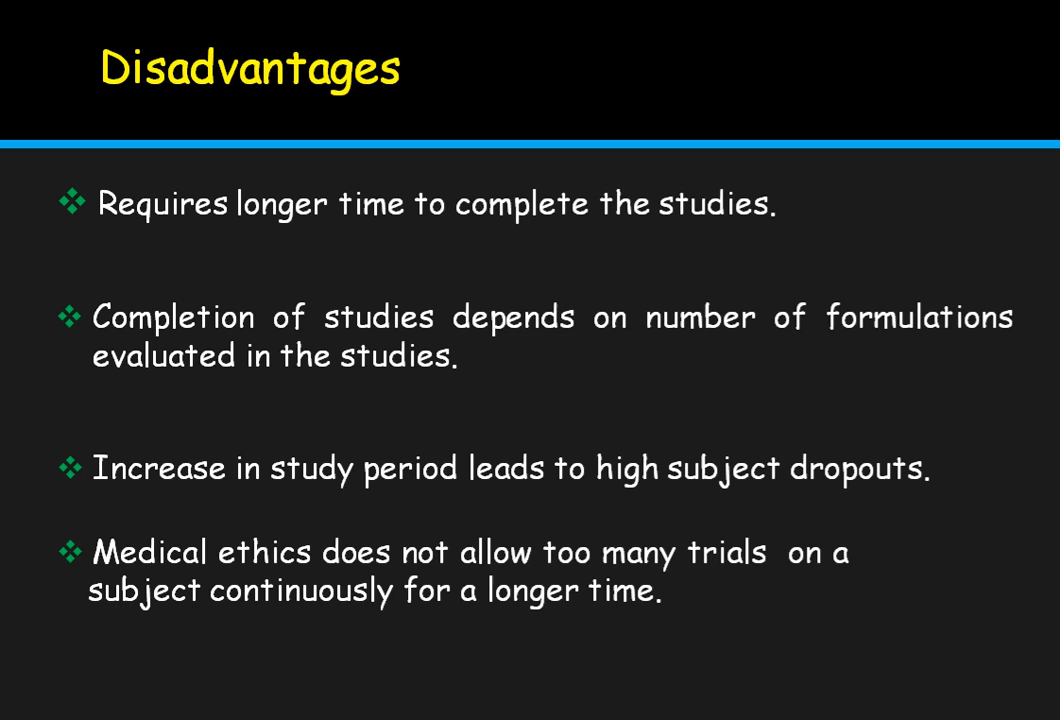 Disadvantages
❖ Requires longer time to complete the studies.
❖ Completion of studies depends on number of formulations
evaluated in the studies.
❖ Increase in study period leads to high subject dropouts.
❖ Medical ethics does not allow too many trials on a
subject continuously for a longer time.